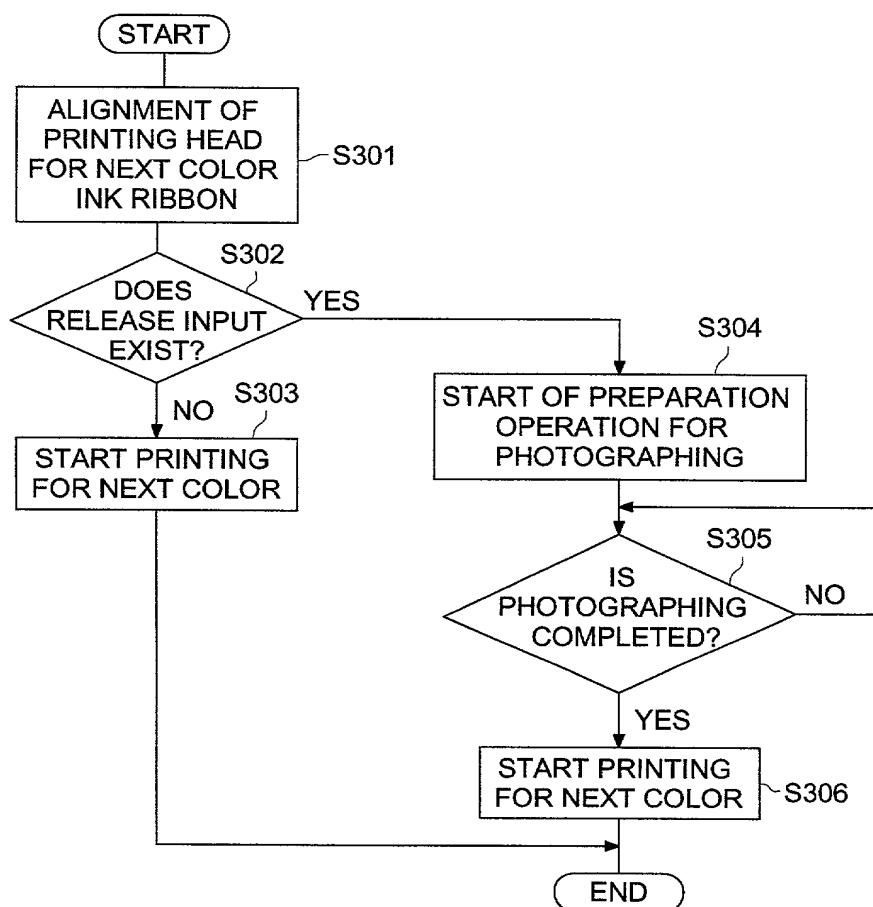 START
ALIGNMENT OF
PRINTING HEAD
FOR NEXT COLOR
INK RIBBON
S301
S302
DOES
RELEASE INPUT
EXIST?
YES
NO
S303
START PRINTING
FOR NEXT COLOR
S304
START OF PREPARATION
OPERATION FOR
PHOTOGRAPHING
S305
IS
PHOTOGRAPHING
COMPLETED?
NO
YES
START PRINTING
FOR NEXT COLOR
S306
END